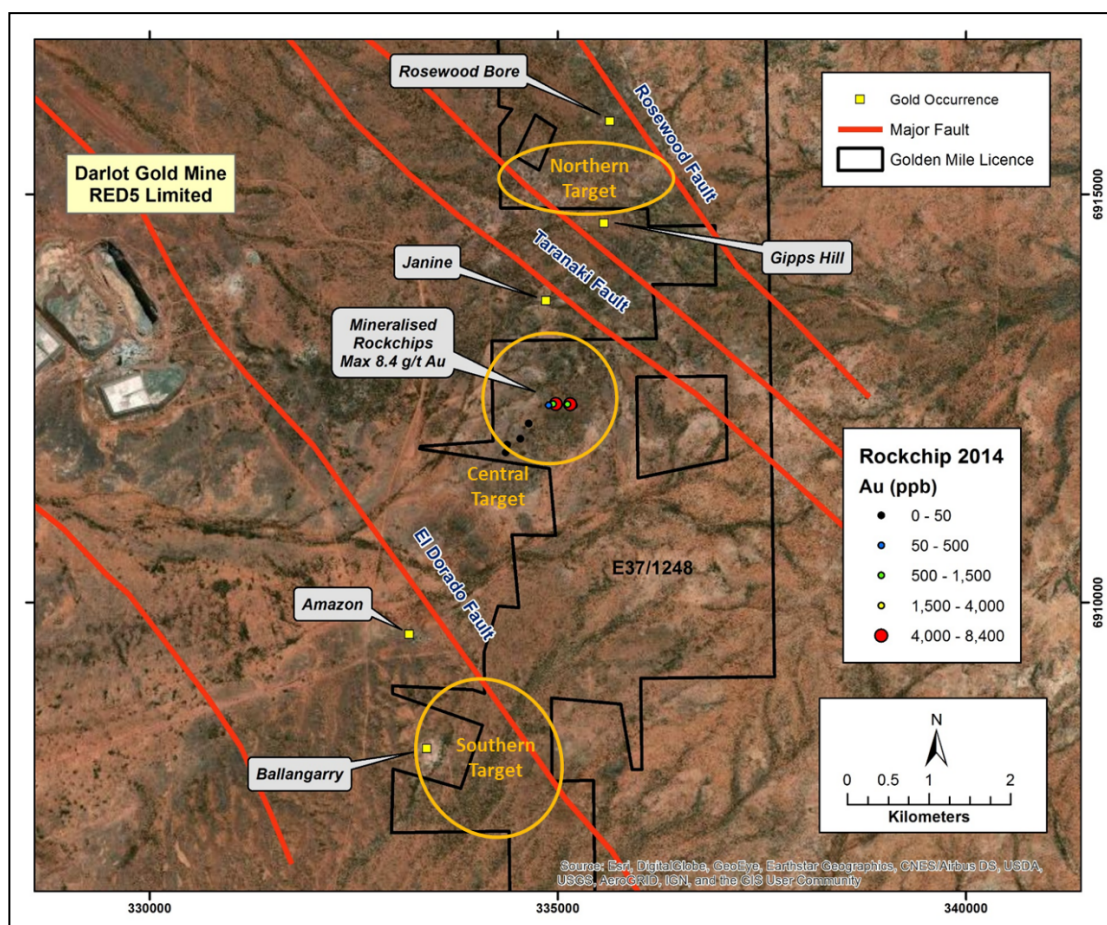 Rosewood Bore
Rosewood Fault
Gold Occurrence
Major Fault
Golden Mile Licence
Darlot Gold Mine
RED5 Limited
Northern
Target
6915000
Taranaki Fault
Gipps Hill
Janine
Mineralised
Rockchips
Max 8.4 g/t Au
Central
Target
Rockchip 2014
Au (ppb)
0 - 50
50 - 500
500 - 1,500
1,500 - 4,000
4,000 - 8,400
E37/1248
El Dorado Fault
Amazon
6910000
Southern
Target
Ballangarry
N
0 1 2
Kilometers
Source: Esri, DigitalGlobe, GeoEye, Earthstar Geographics, CNES/Airbus DS, USDA,
USGS, AeroGRID, IGN, and the GIS User Community
330000 335000 340000